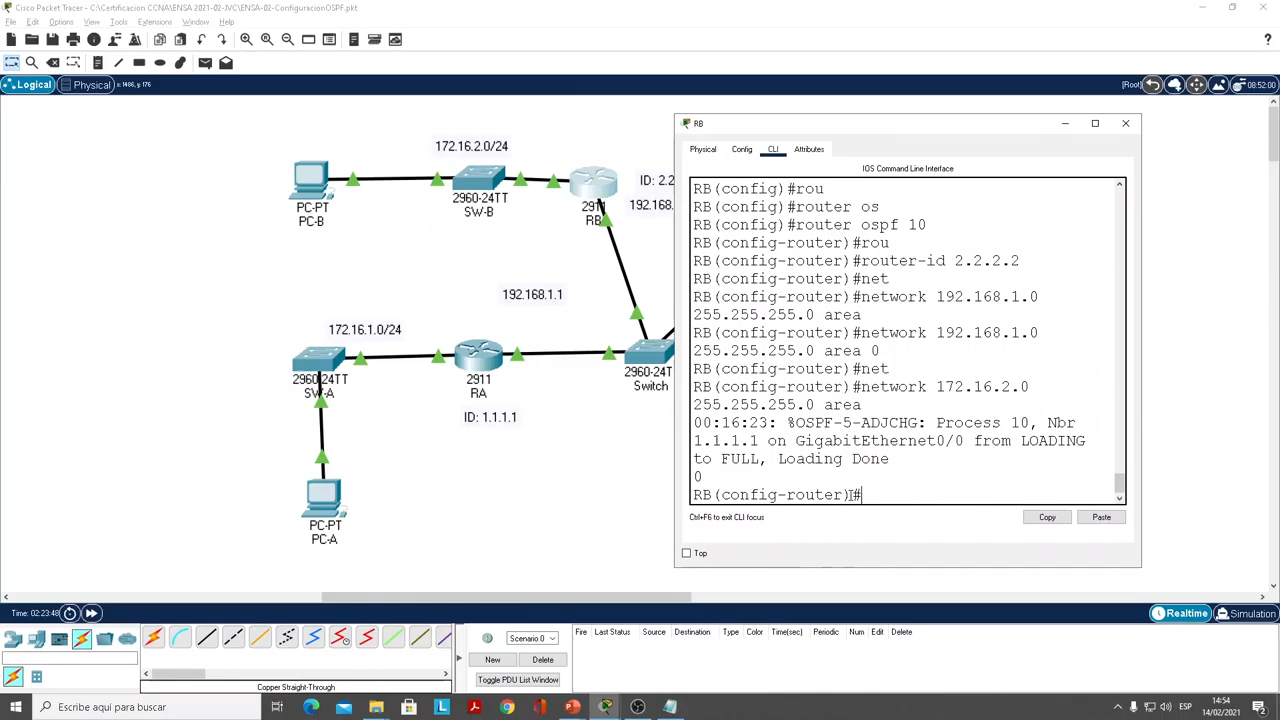 Cisco Packet Tracer - C:\Certificacion CCNA\ENSA 2021-02-JVC\ENSA-02-ConfiguracionOSPF.pkt
File Edit Options View Tools Extensions Window Help
?
Logical Physical x: 1486, y: 176 [Root] 08:52:00
172.16.2.0/24
PC-PT
PC-B
2960-24TT
SW-B
2911
RB
ID: 2.2
192.168.
192.168.1.1
172.16.1.0/24
2960-24TT
SW-A
2911
RA
2960-24T
Switch
ID: 1.1.1.1
PC-PT
PC-A
RB
Physical Config CLI Attributes
IOS Command Line Interface
RB(config)#rou
RB(config)#router os
RB(config)#router ospf 10
RB(config-router)#rou
RB(config-router)#router-id 2.2.2.2
RB(config-router)#net
RB(config-router)#network 192.168.1.0
255.255.255.0 area
RB(config-router)#network 192.168.1.0
255.255.255.0 area 0
RB(config-router)#net
RB(config-router)#network 172.16.2.0
255.255.255.0 area
00:16:23: %OSPF-5-ADJCHG: Process 10, Nbr
1.1.1.1 on GigabitEthernet0/0 from LOADING
to FULL, Loading Done
0
RB(config-router)#
Ctrl+F6 to exit CLI focus Copy Paste
Top
Time: 02:23:48 Realtime Simulation
Scenario 0
New Delete
Toggle PDU List Window
Fire Last Status Source Destination Type Color Time(sec) Periodic Num Edit Delete
Copper Straight-Through
Escribe aquí para buscar
ESP
14:54
14/02/2021